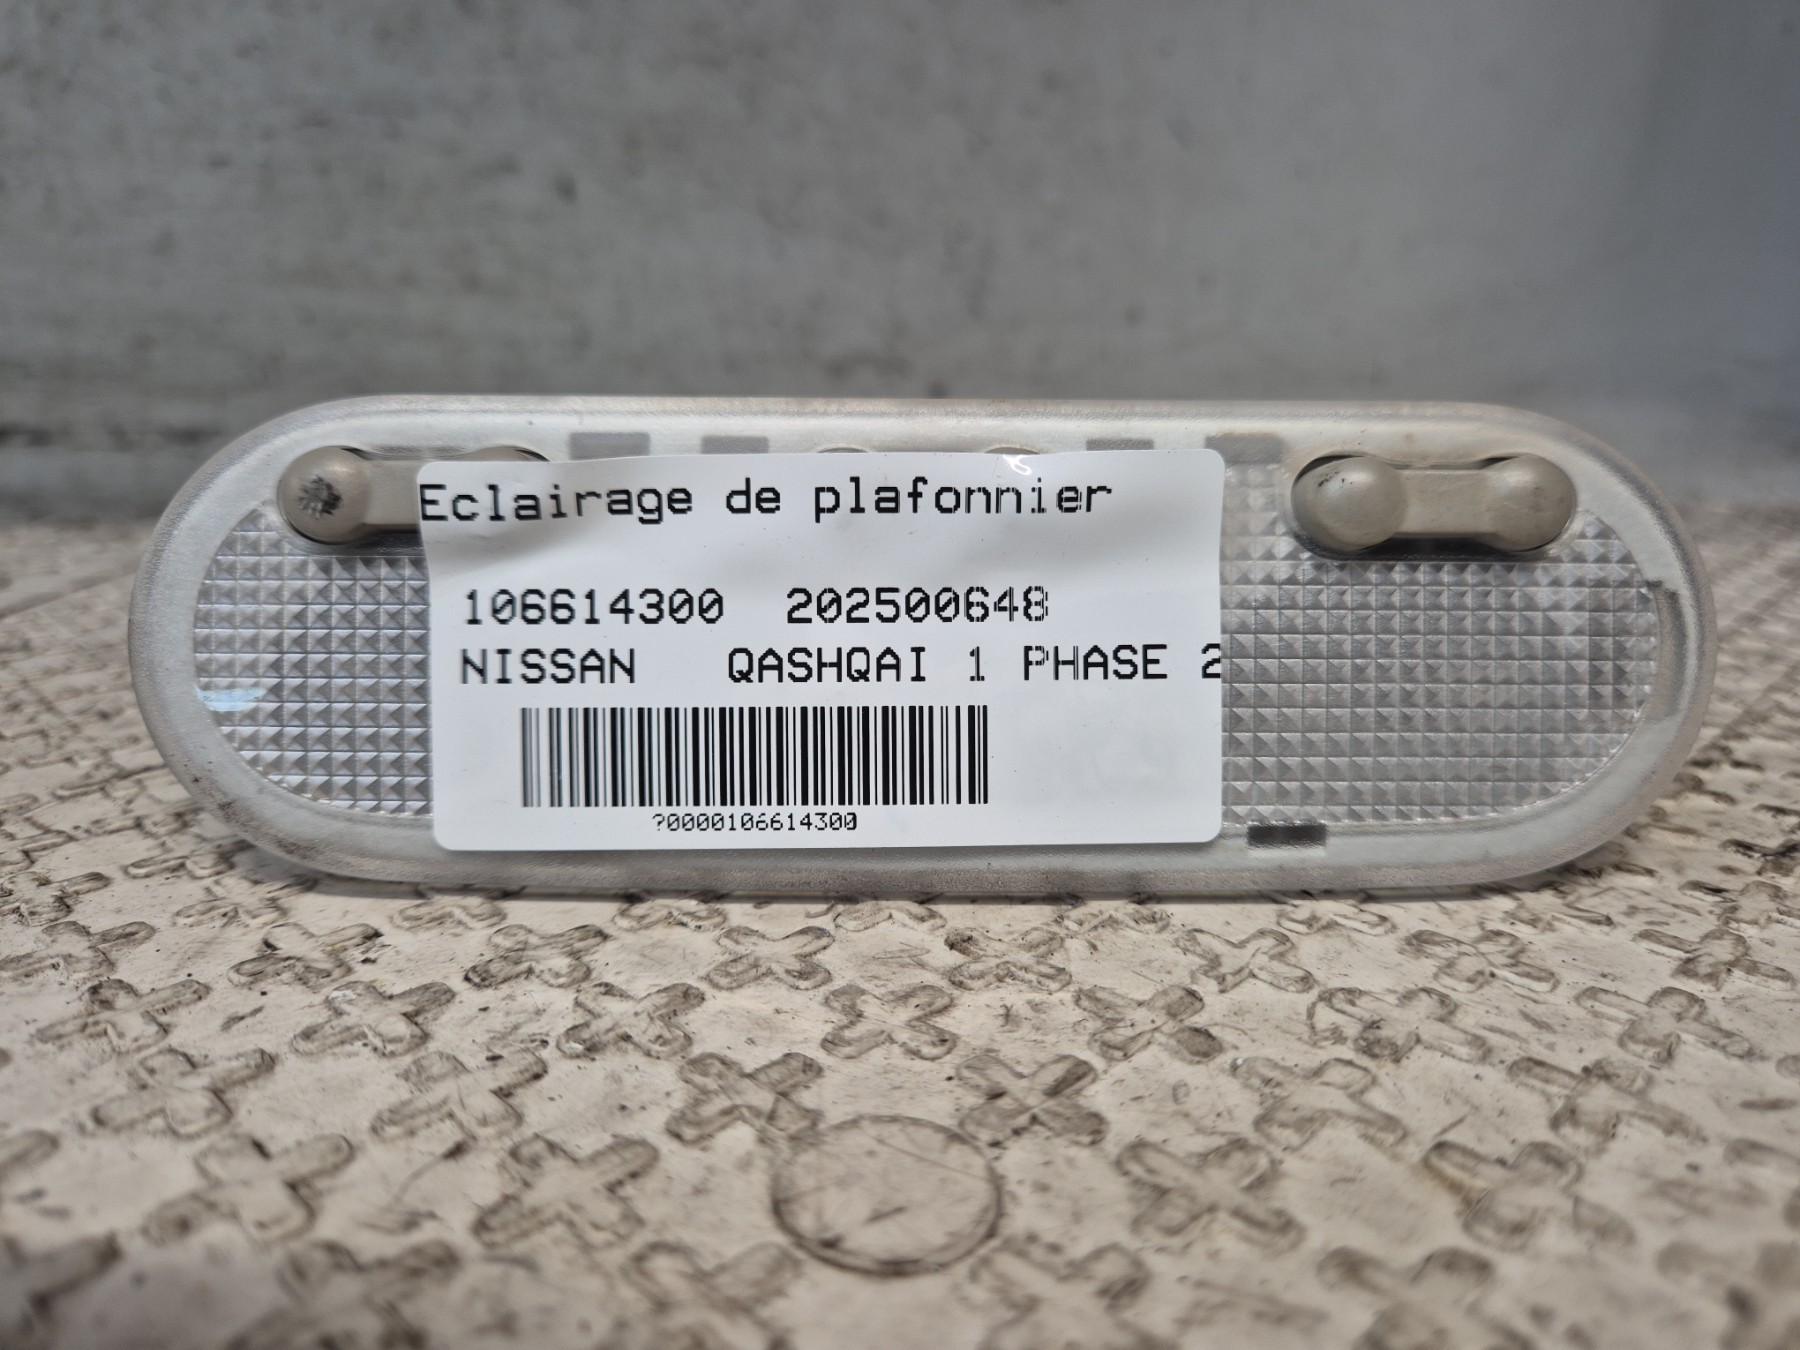 Eclairage de plafonnier
106614300 202500648
NISSAN QASHQAI 1 PHASE 2
?0000106614300